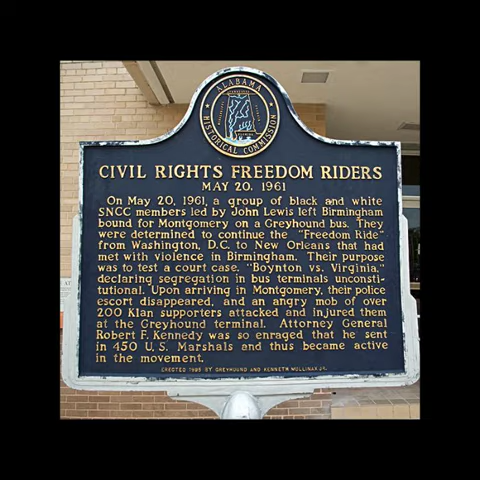 ALABAMA
HISTORICAL COMMISSION
CIVIL RIGHTS FREEDOM RIDERS
MAY 20, 1961
On May 20, 1961, a group of black and white
SNCC members led by John Lewis left Birmingham
bound for Montgomery on a Greyhound bus. They
were determined to continue the "Freedom Ride"
from Washington, D.C. to New Orleans that had
met with violence in Birmingham. Their purpose
was to test a court case, "Boynton vs. Virginia,"
declaring segregation in bus terminals unconsti-
tutional. Upon arriving in Montgomery, their police
escort disappeared, and an angry mob of over
200 Klan supporters attacked and injured them
at the Greyhound terminal. Attorney General
Robert F. Kennedy was so enraged that he sent
in 450 U.S. Marshals and thus became active
in the movement.
ERECTED 1995 BY GREYHOUND AND KENNETH MULLINAX JR.